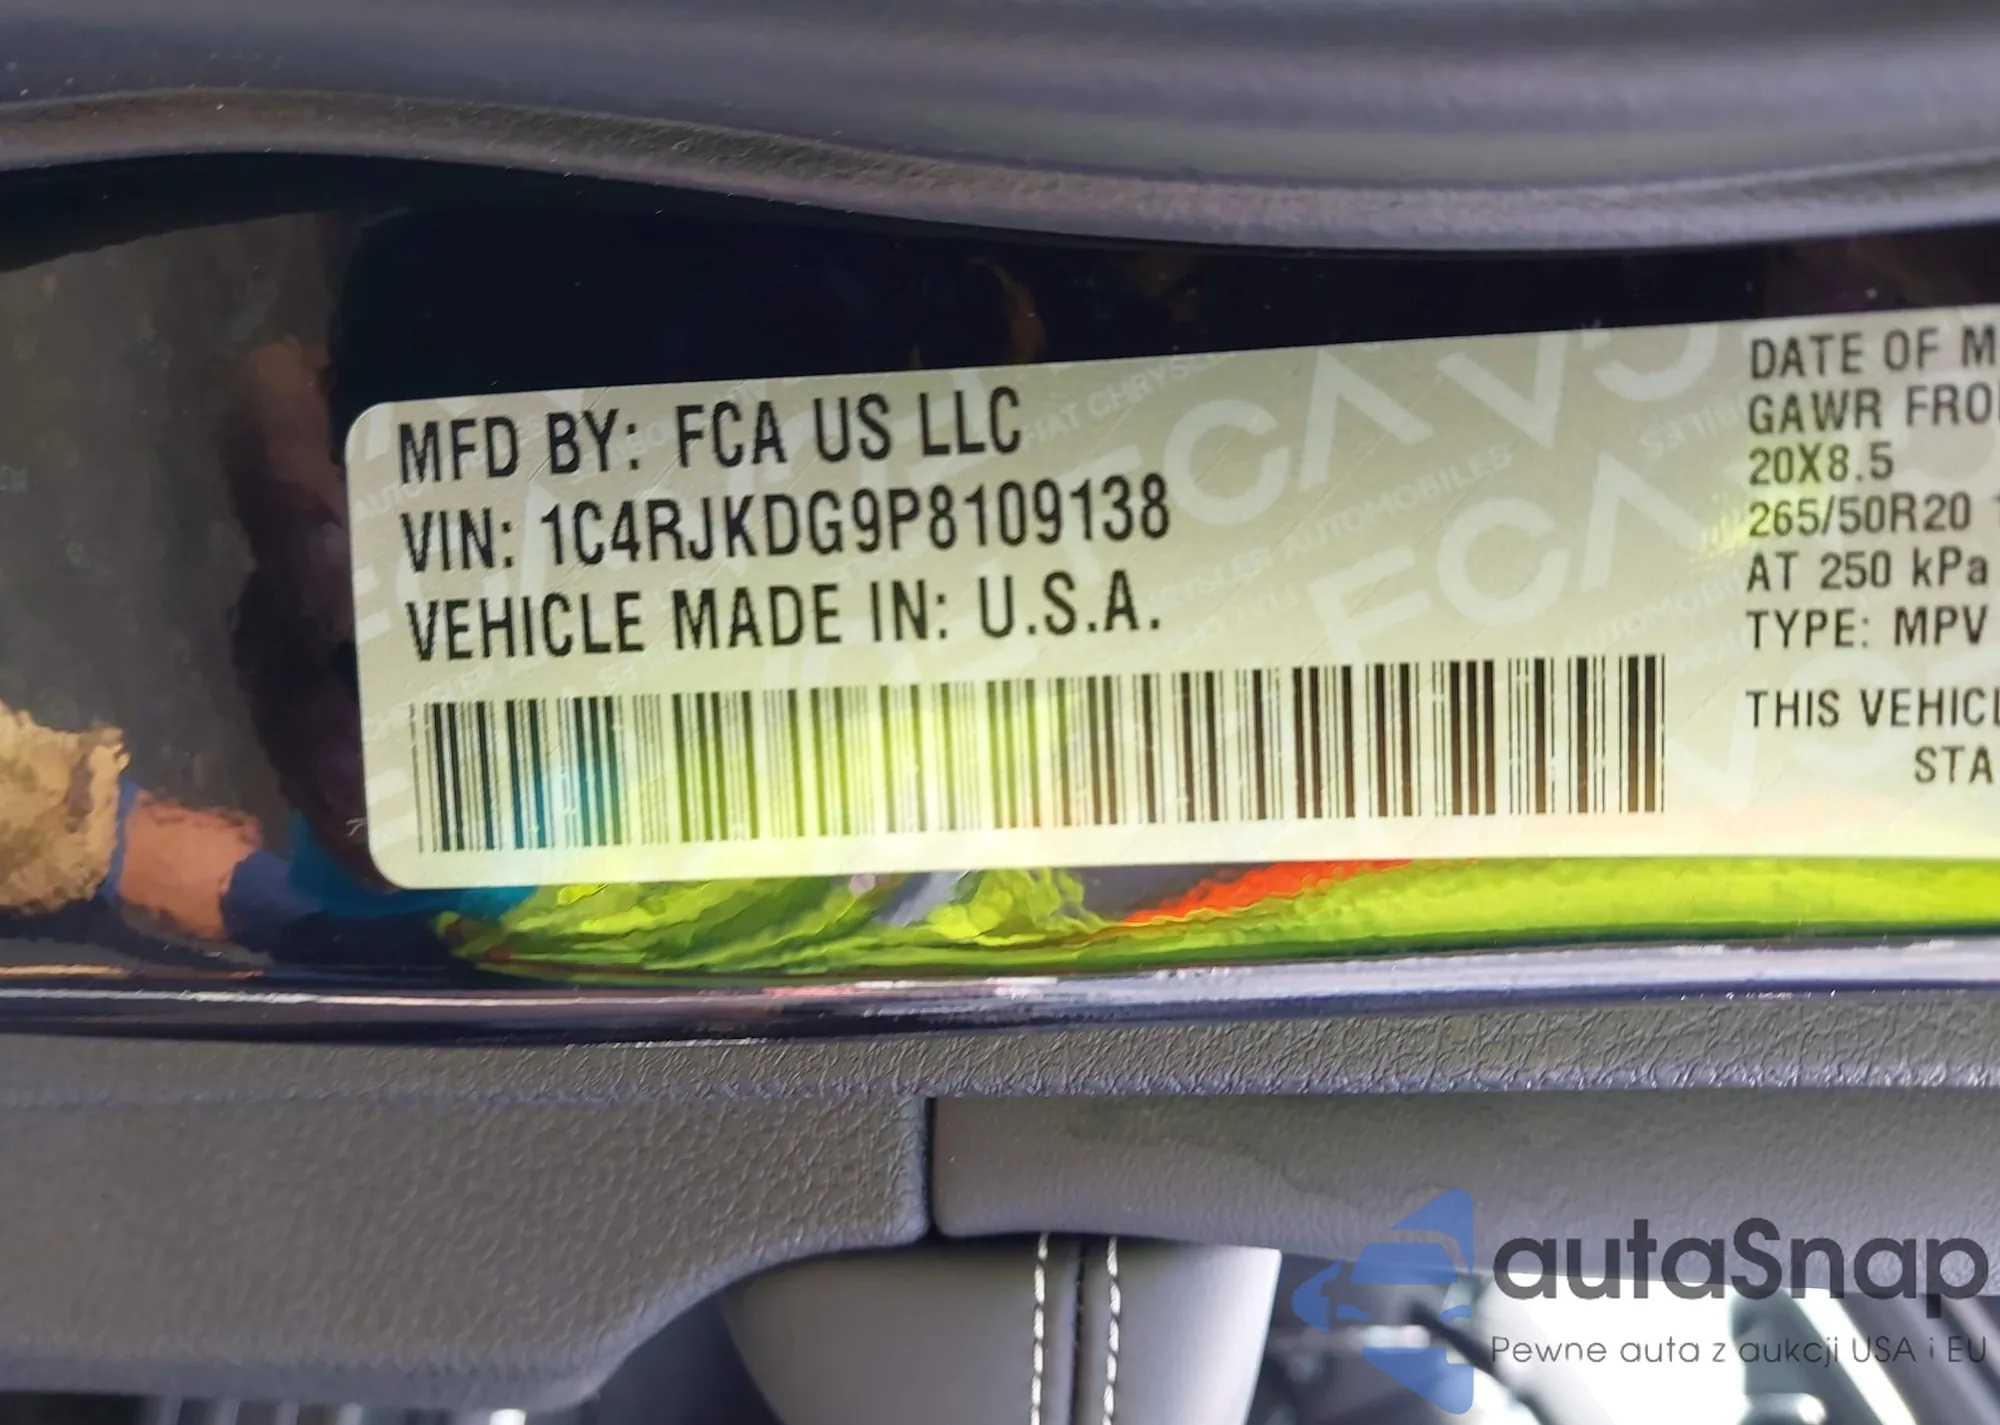 MFD BY: FCA US LLC
VIN: 1C4RJKDG9P8109138
VEHICLE MADE IN: U.S.A.
DATE OF M
GAWR FRO
20X8.5
265/50R20
AT 250 kPa
TYPE: MPV
THIS VEHICL
STA
autaSnap
Pewne auta z aukcji USA i EU